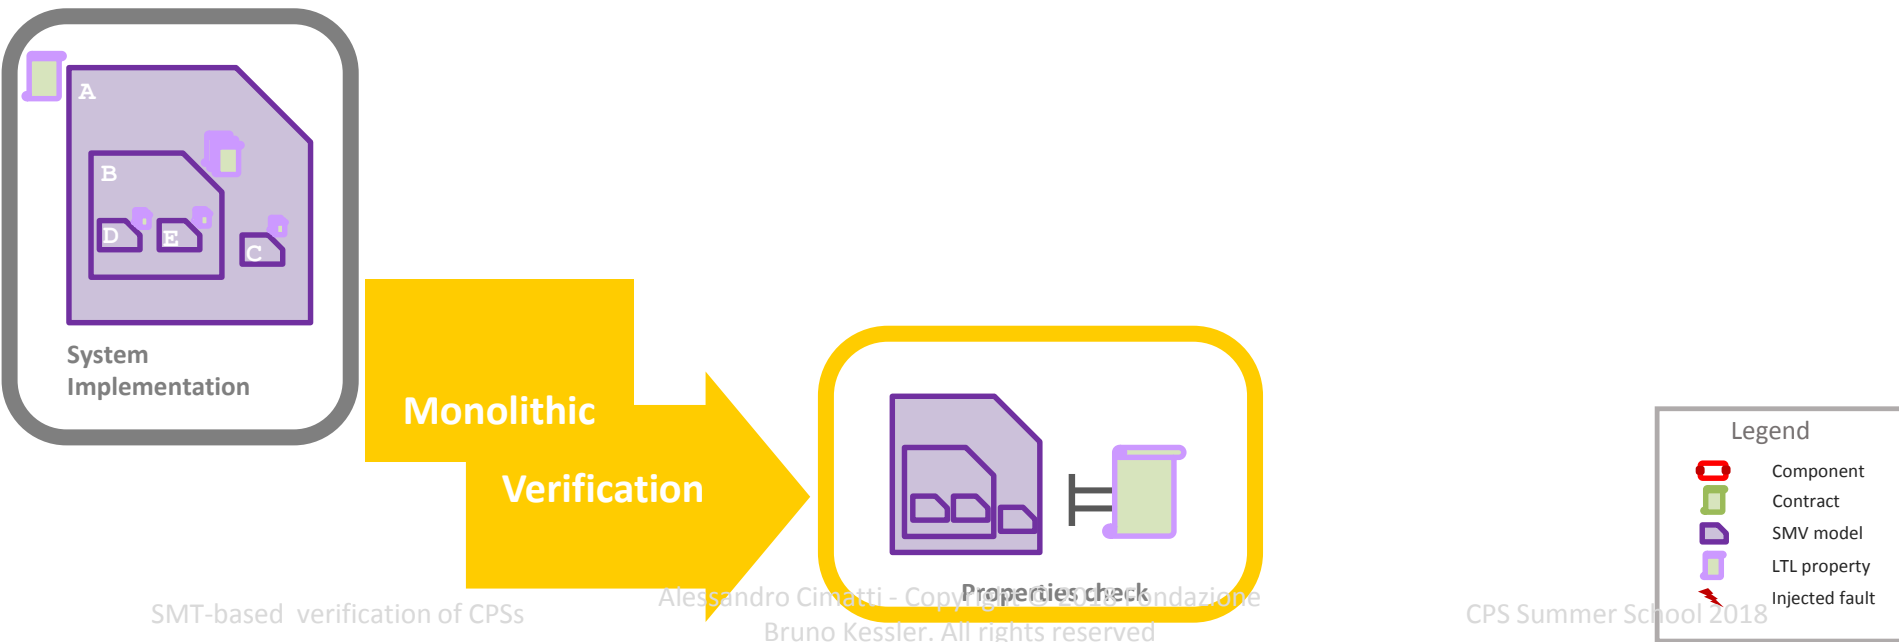 A
B
D
E
C
System
Implementation
Monolithic
Verification
Properties check
Legend
Component
Contract
SMV model
LTL property
Injected fault
SMT-based verification of CPSs
Alessandro Cimatti - Copyright © 2018 Fondazione
Bruno Kessler. All rights reserved
CPS Summer School 2018